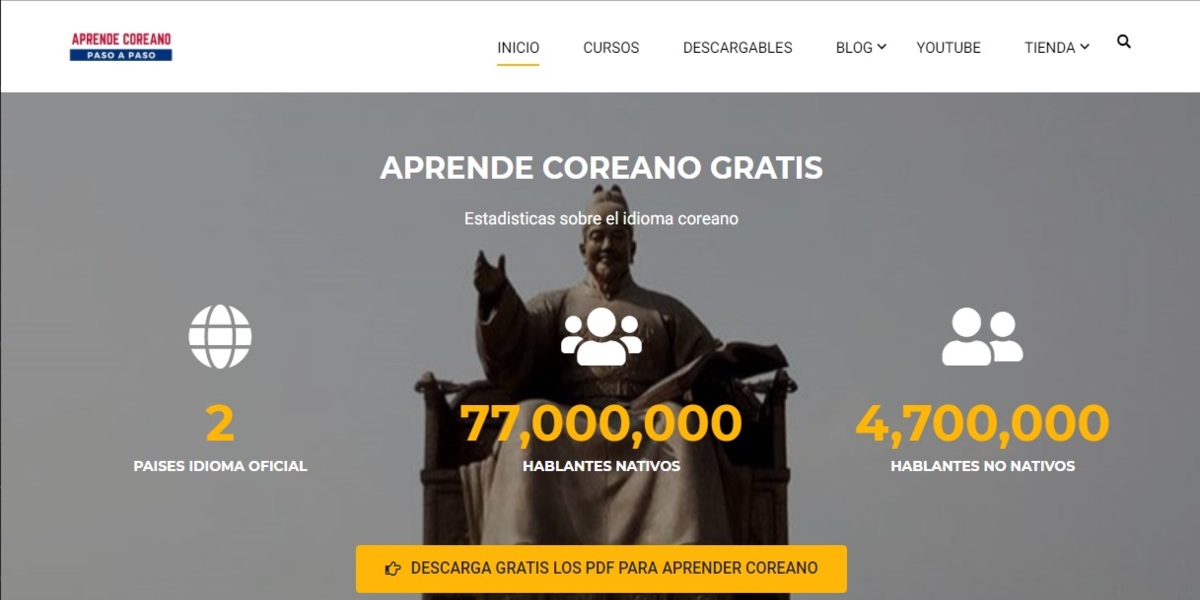 APRENDE COREANO
PASO A PASO
INICIO
CURSOS
DESCARGABLES
BLOG
YOUTUBE
TIENDA
APRENDE COREANO GRATIS
Estadisticas sobre el idioma coreano
2
PAISES IDIOMA OFICIAL
77,000,000
HABLANTES NATIVOS
4,700,000
HABLANTES NO NATIVOS
DESCARGA GRATIS LOS PDF PARA APRENDER COREANO